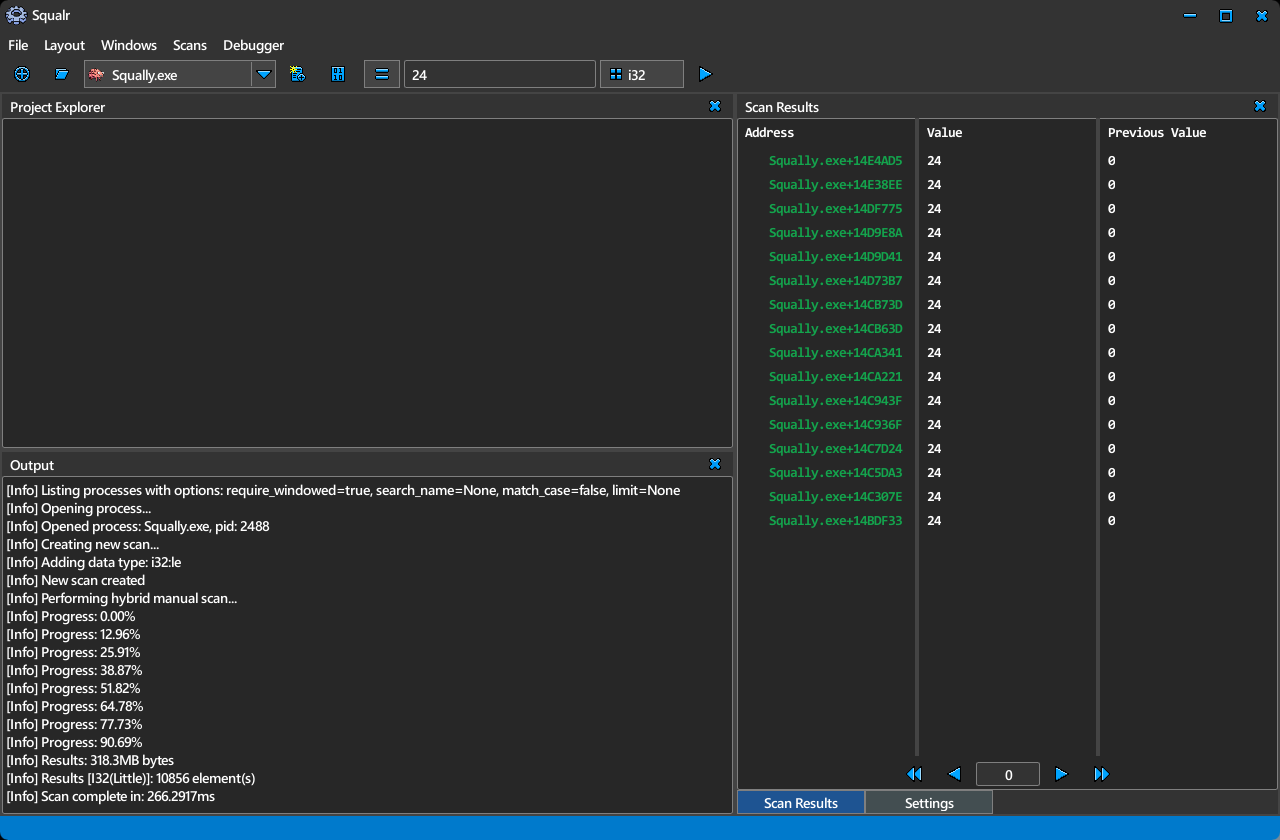 Squalr
File Layout Windows Scans Debugger
Squally.exe 24 i32
Project Explorer
Output
[Info] Listing processes with options: require_windowed=true, search_name=None, match_case=false, limit=None
[Info] Opening process...
[Info] Opened process: Squally.exe, pid: 2488
[Info] Creating new scan...
[Info] Adding data type: i32:le
[Info] New scan created
[Info] Performing hybrid manual scan...
[Info] Progress: 0.00%
[Info] Progress: 12.96%
[Info] Progress: 25.91%
[Info] Progress: 38.87%
[Info] Progress: 51.82%
[Info] Progress: 64.78%
[Info] Progress: 77.73%
[Info] Progress: 90.69%
[Info] Results: 318.3MB bytes
[Info] Results [I32(Little)]: 10856 element(s)
[Info] Scan complete in: 266.2917ms
Scan Results
Address Value Previous Value
Squally.exe+14E4AD5 24 0
Squally.exe+14E38EE 24 0
Squally.exe+14DF775 24 0
Squally.exe+14D9E8A 24 0
Squally.exe+14D9D41 24 0
Squally.exe+14D73B7 24 0
Squally.exe+14CB73D 24 0
Squally.exe+14CB63D 24 0
Squally.exe+14CA341 24 0
Squally.exe+14CA221 24 0
Squally.exe+14C943F 24 0
Squally.exe+14C936F 24 0
Squally.exe+14C7D24 24 0
Squally.exe+14C5DA3 24 0
Squally.exe+14C307E 24 0
Squally.exe+14BDF33 24 0
0
Scan Results Settings